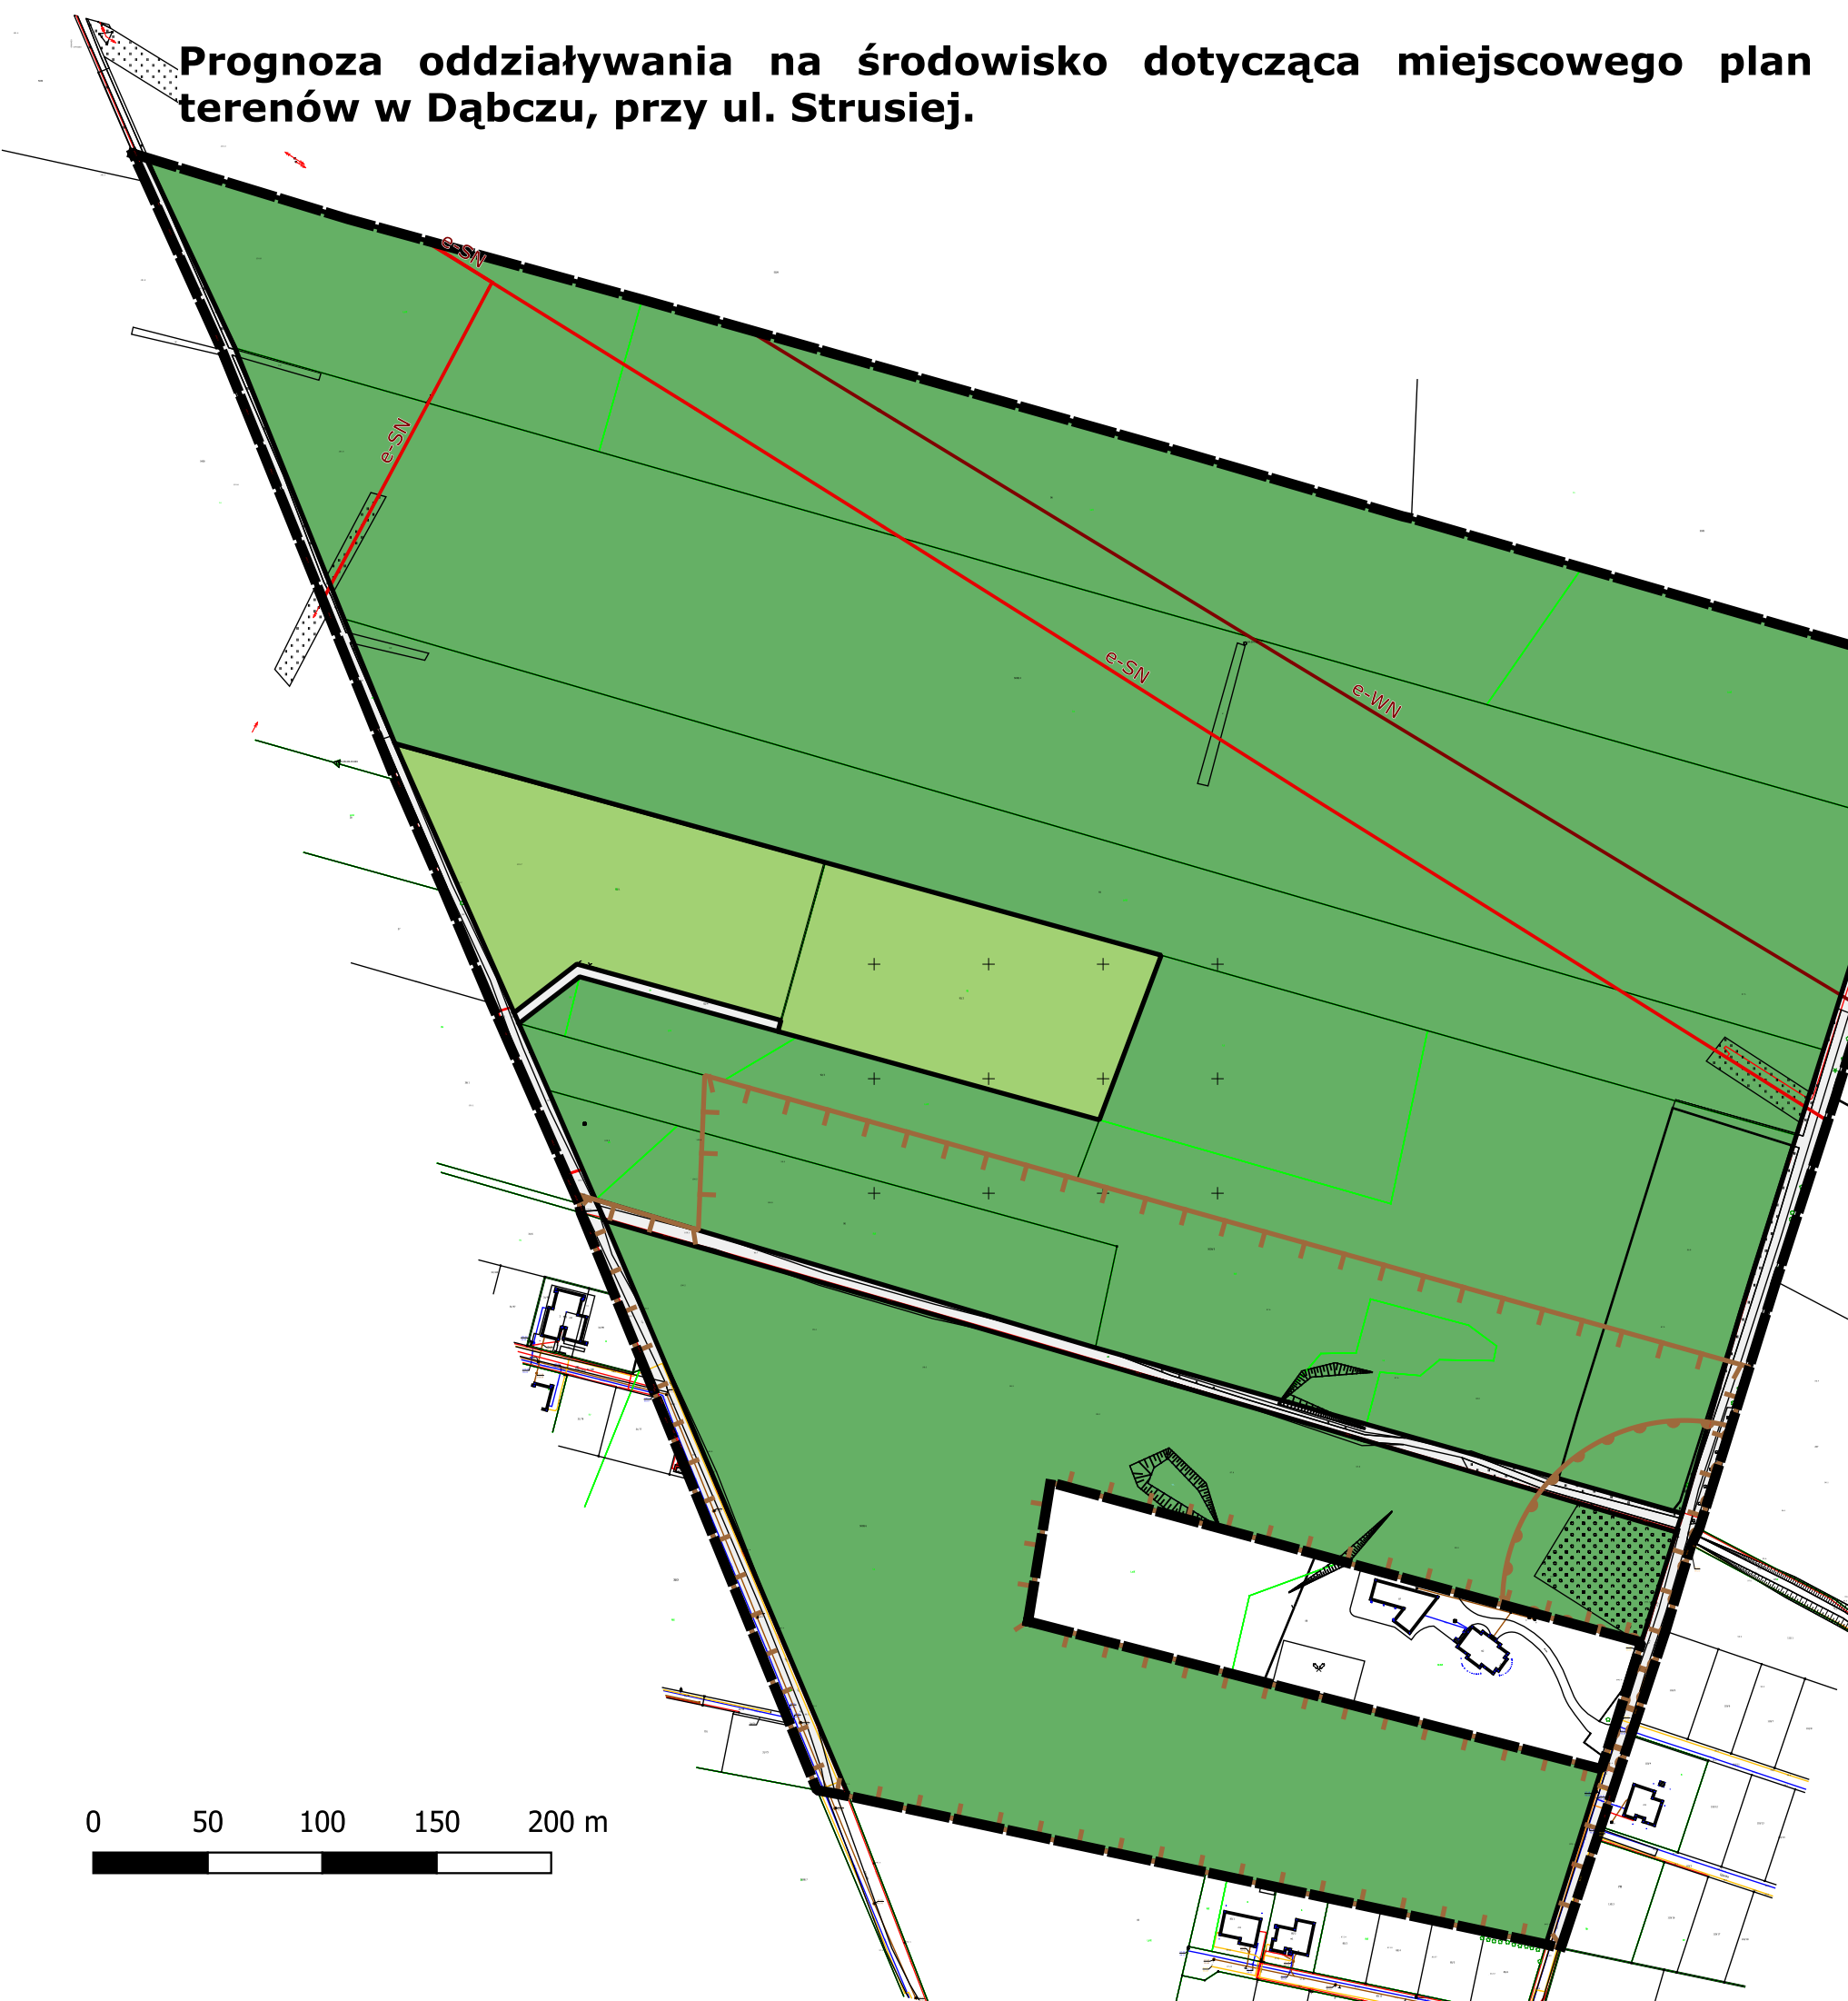 Prognoza oddziaływania na środowisko dotycząca miejscowego plan
terenów w Dąbczu, przy ul. Strusiej.
e-SN
e-SN
e-SN
e-WN
0 50 100 150 200 m